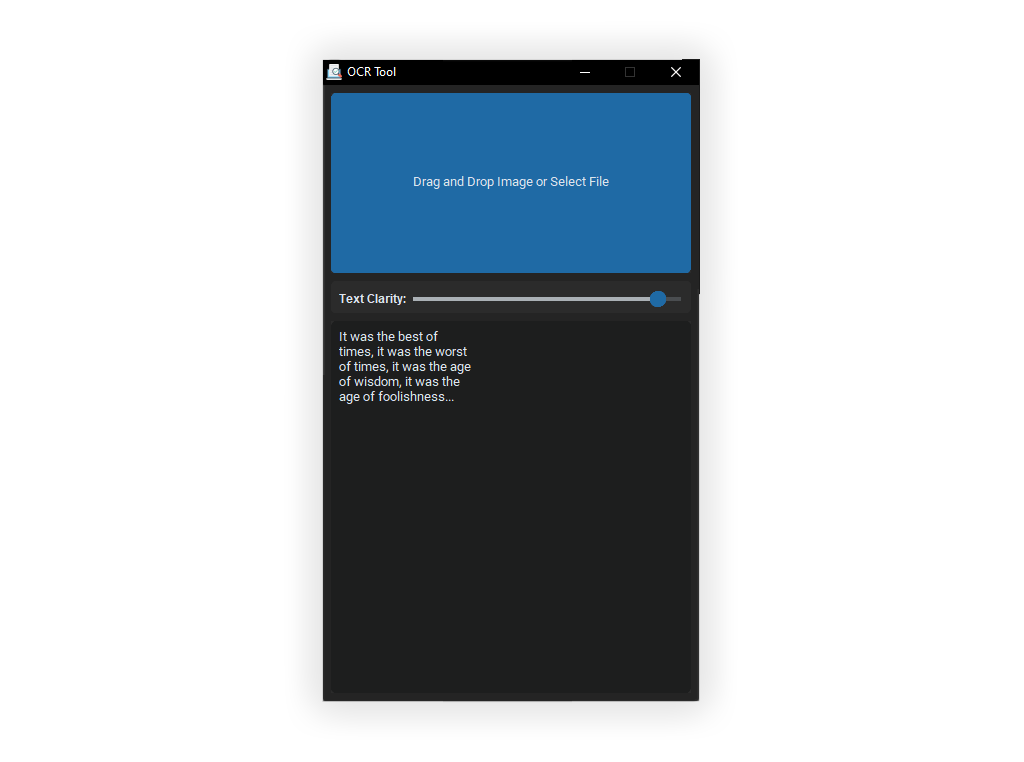 OCR Tool
Drag and Drop Image or Select File
Text Clarity:
It was the best of
times, it was the worst
of times, it was the age
of wisdom, it was the
age of foolishness...